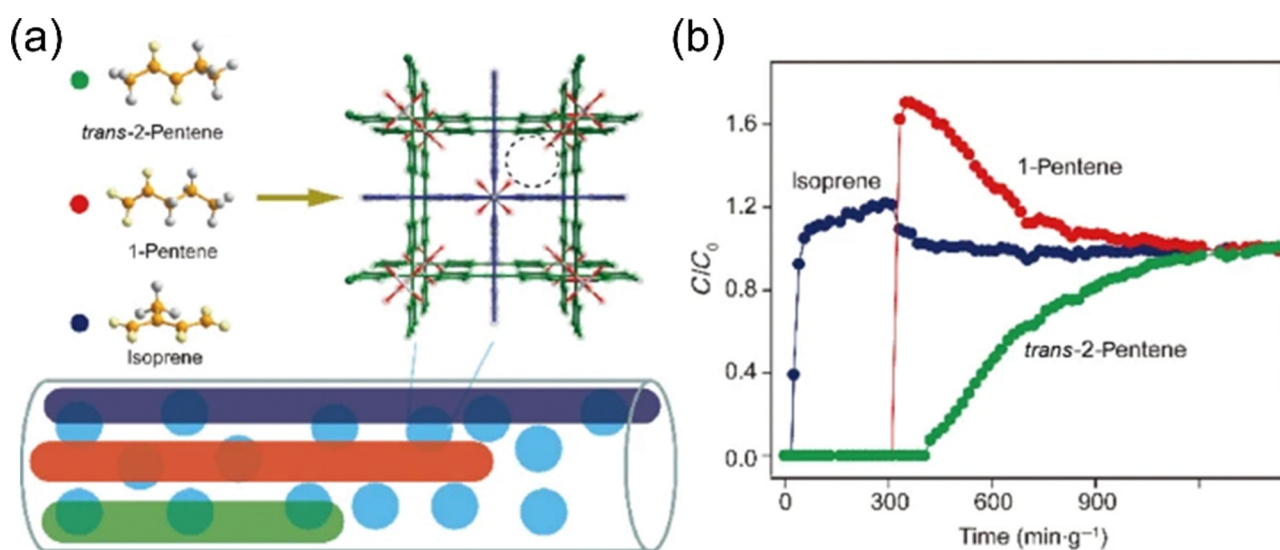 (a)
trans-2-Pentene
1-Pentene
Isoprene
(b)
C/C₀
1.6
1.2
0.8
0.4
0.0
Isoprene
1-Pentene
trans-2-Pentene
0 300 600 900
Time (min·g⁻¹)